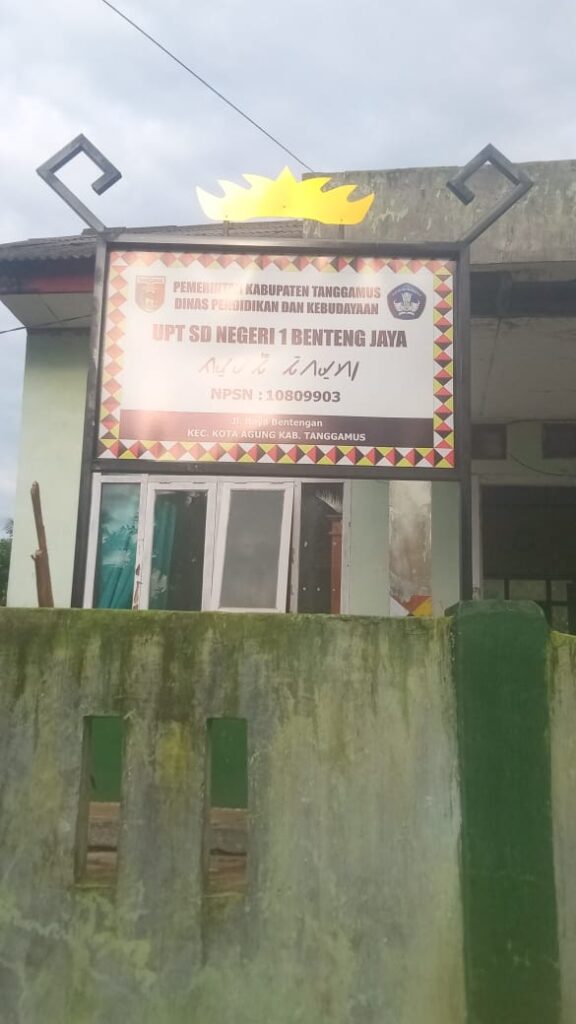 PEMERINTAH KABUPATEN TANGGAMUS
DINAS PENDIDIKAN DAN KEBUDAYAAN
UPT SD NEGERI 1 BENTENG JAYA
NPSN : 10809903
Jl. Raya Bentengan
KEC. KOTA AGUNG KAB. TANGGAMUS